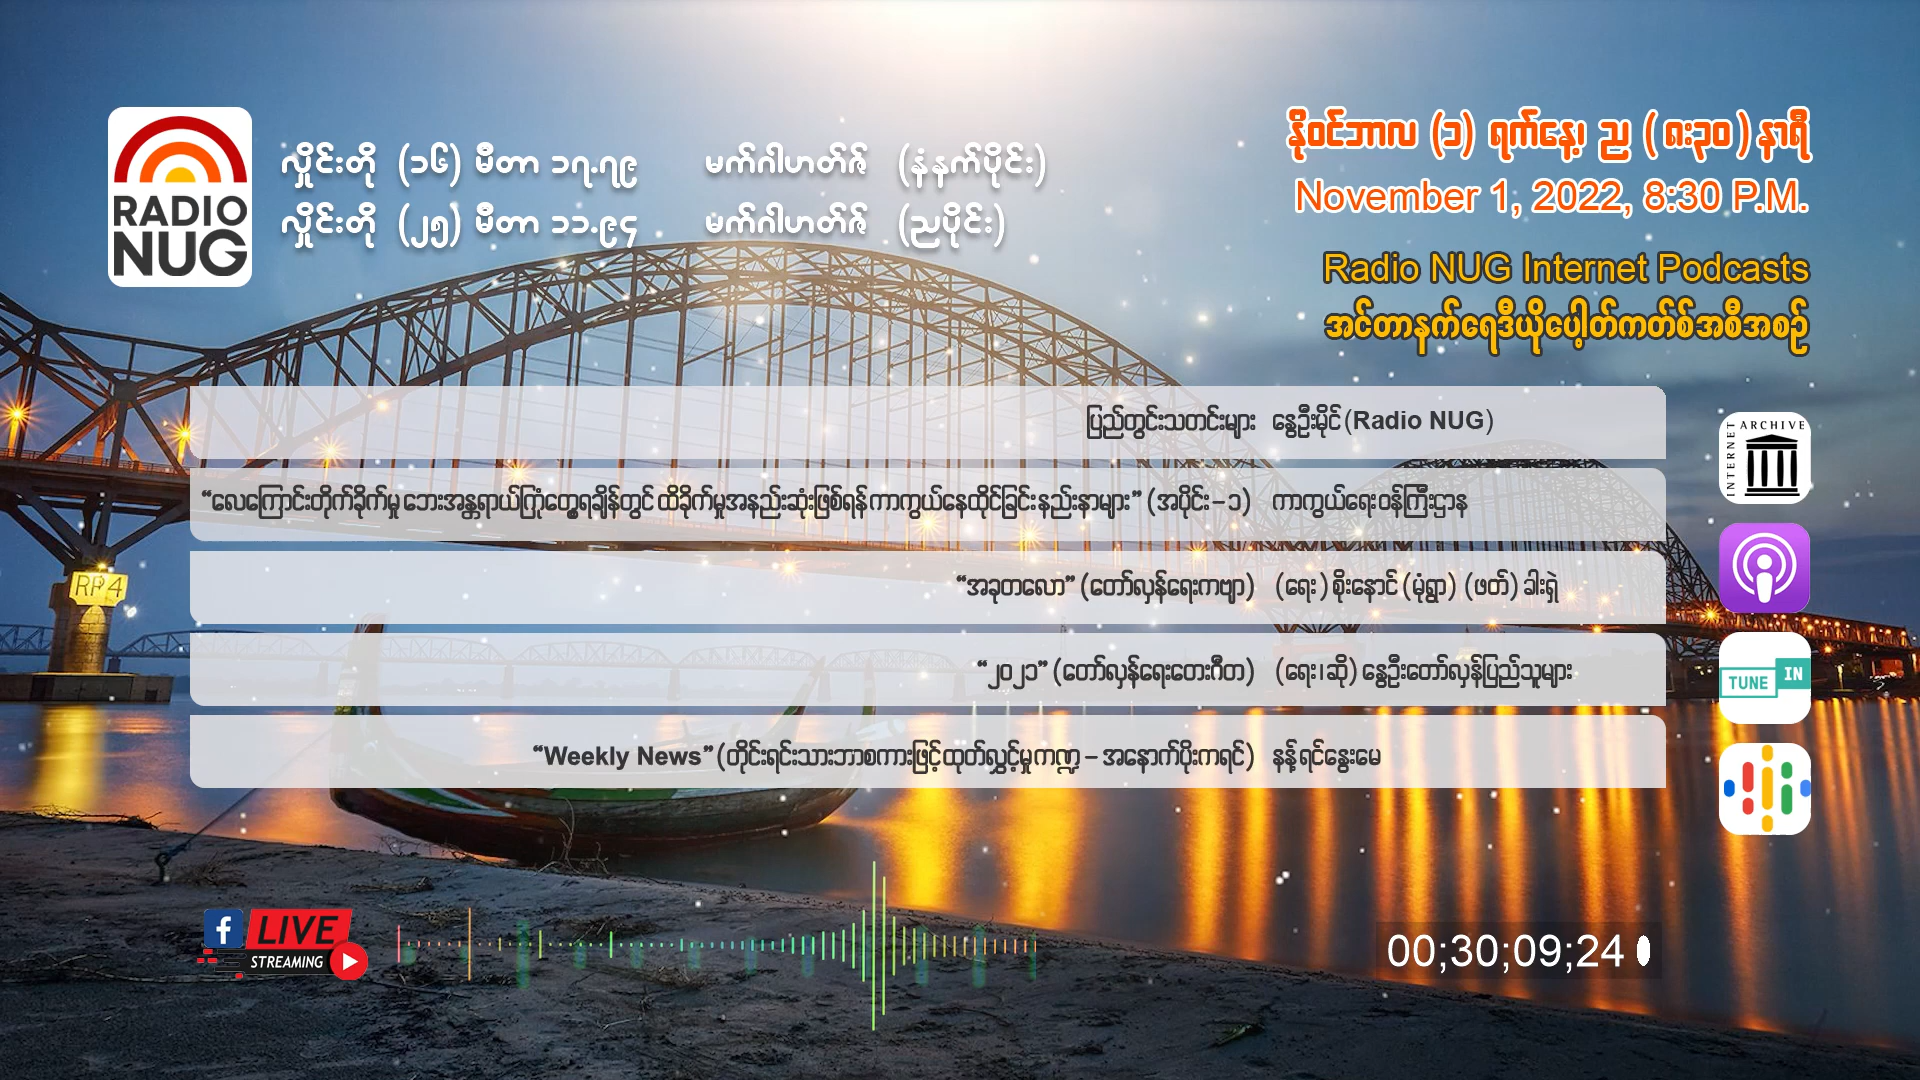 RADIO
NUG
လှိုင်းတို (၁၆) မီတာ ၁၇.၇၉ မက်ဂါဟတ်ဇ် (နံနက်ပိုင်း)
လှိုင်းတို (၂၅) မီတာ ၁၁.၉၄ မက်ဂါဟတ်ဇ် (ညပိုင်း)
နိုဝင်ဘာလ (၁) ရက်နေ့၊ ည (၈း၃၀) နာရီ
November 1, 2022, 8:30 P.M.
Radio NUG Internet Podcasts
အင်တာနက်ရေဒီယိုပေါ့တ်ကတ်စ်အစီအစဉ်
ပြည်တွင်းသတင်းများ နွေဦးမိုင် (Radio NUG)
“လေကြောင်းတိုက်ခိုက်မှု ဘေးအန္တရာယ်ကြုံတွေ့ရချိန်တွင် ထိခိုက်မှုအနည်းဆုံးဖြစ်ရန် ကာကွယ်နေထိုင်ခြင်း နည်းနာများ” (အပိုင်း – ၁) ကာကွယ်ရေး ဝန်ကြီးဌာန
“အခုတလော” (တော်လှန်ရေးကဗျာ) (ရေး) စိုးနောင် (မုံရွာ) (ဖတ်) ခါးရှဲ
“၂၀၂၁” (တော်လှန်ရေးတေးဂီတ) (ရေး၊ဆို) နွေဦးတော်လှန်ပြည်သူများ
“Weekly News” (တိုင်းရင်းသားဘာစကားဖြင့် ထုတ်လွှင့်မှုကဏ္ဍ – အနောက်ပိုးကရင်) နန့် ရင်နွေးမေ
INTERNET ARCHIVE
TUNE IN
RP4
f LIVE
STREAMING
00;30;09;24